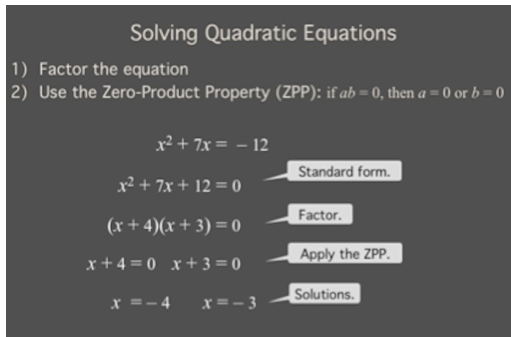 Solving Quadratic Equations
1) Factor the equation
2) Use the Zero-Product Property (ZPP): if ab = 0, then a = 0 or b = 0
x² + 7x = − 12
Standard form.
x² + 7x + 12 = 0
Factor.
(x + 4)(x + 3) = 0
Apply the ZPP.
x + 4 = 0 x + 3 = 0
Solutions.
x = − 4 x = − 3